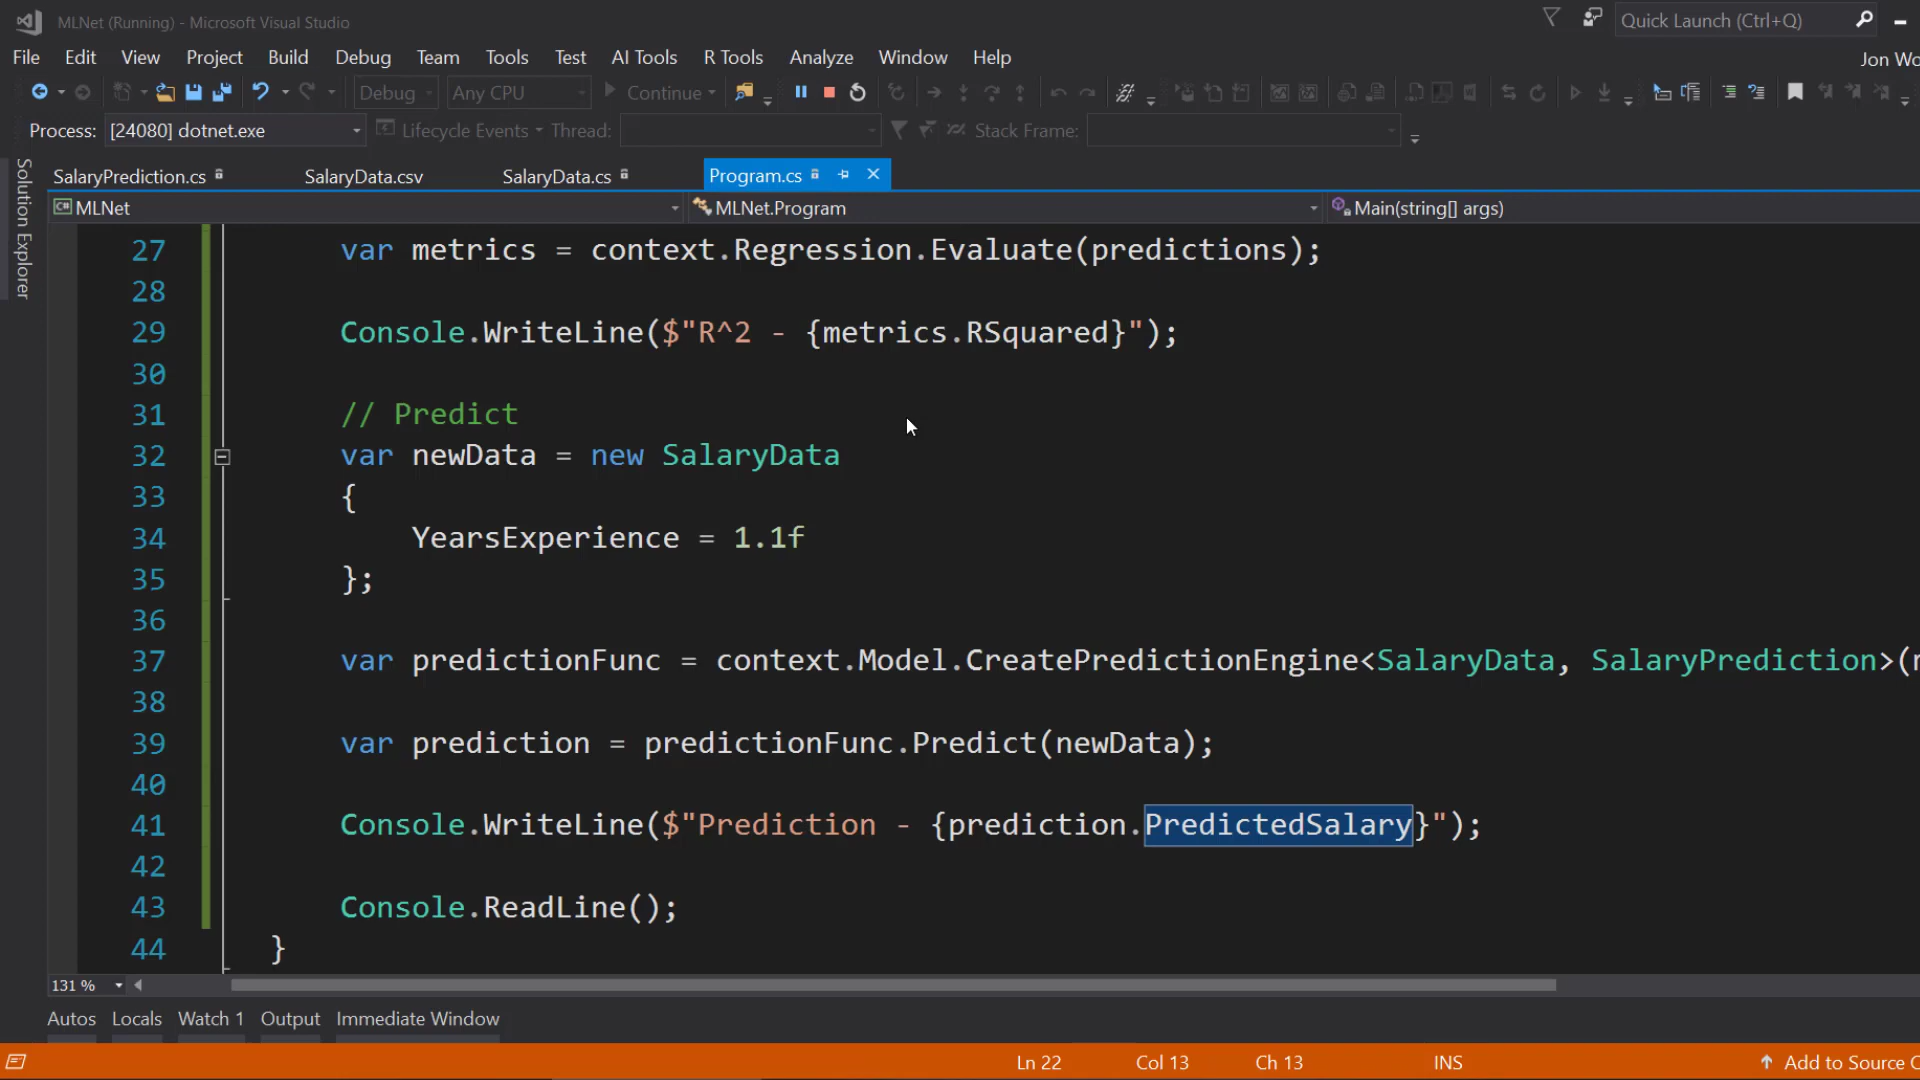 MLNet (Running) - Microsoft Visual Studio
Quick Launch (Ctrl+Q)
File Edit View Project Build Debug Team Tools Test AI Tools R Tools Analyze Window Help
Jon Wo
Debug Any CPU Continue
Process: [24080] dotnet.exe Lifecycle Events Thread: Stack Frame:
Solution Explorer
SalaryPrediction.cs SalaryData.csv SalaryData.cs Program.cs
C# MLNet MLNet.Program Main(string[] args)
27 var metrics = context.Regression.Evaluate(predictions);
28
29 Console.WriteLine($"R^2 - {metrics.RSquared}");
30
31 // Predict
32 var newData = new SalaryData
33 {
34 YearsExperience = 1.1f
35 };
36
37 var predictionFunc = context.Model.CreatePredictionEngine<SalaryData, SalaryPrediction>(
38
39 var prediction = predictionFunc.Predict(newData);
40
41 Console.WriteLine($"Prediction - {prediction.PredictedSalary}");
42
43 Console.ReadLine();
44 }
131 %
Autos Locals Watch 1 Output Immediate Window
Ln 22 Col 13 Ch 13 INS Add to Source C